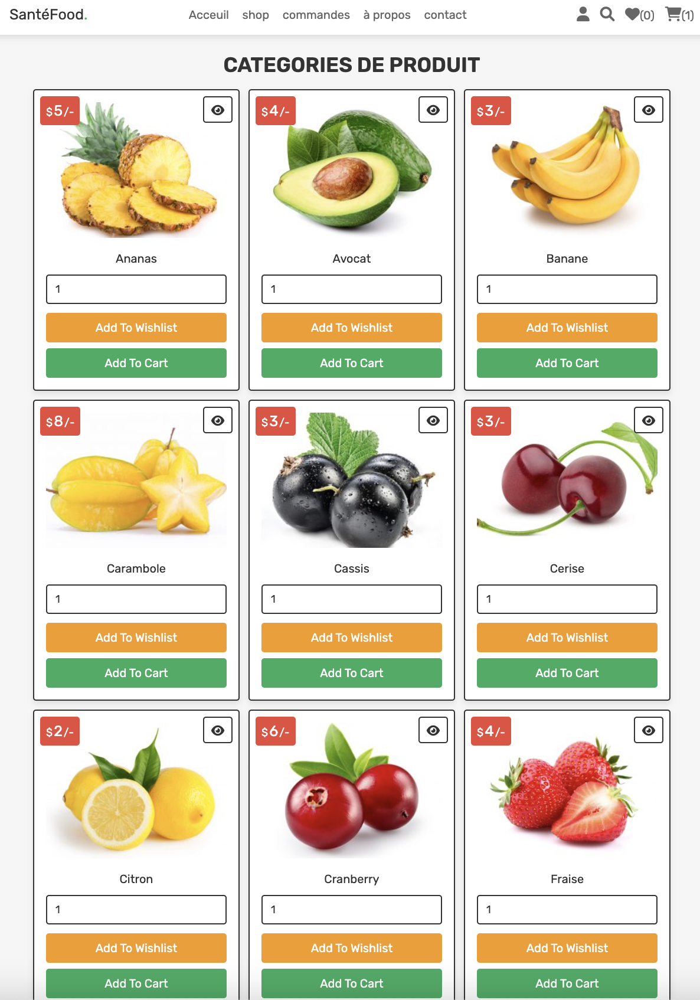 SantéFood.
Acceuil shop commandes à propos contact
(0) (1)
CATEGORIES DE PRODUIT
$5/- $4/- $3/-
Ananas Avocat Banane
1 1 1
Add To Wishlist Add To Wishlist Add To Wishlist
Add To Cart Add To Cart Add To Cart
$8/- $3/- $3/-
Carambole Cassis Cerise
1 1 1
Add To Wishlist Add To Wishlist Add To Wishlist
Add To Cart Add To Cart Add To Cart
$2/- $6/- $4/-
Citron Cranberry Fraise
1 1 1
Add To Wishlist Add To Wishlist Add To Wishlist
Add To Cart Add To Cart Add To Cart